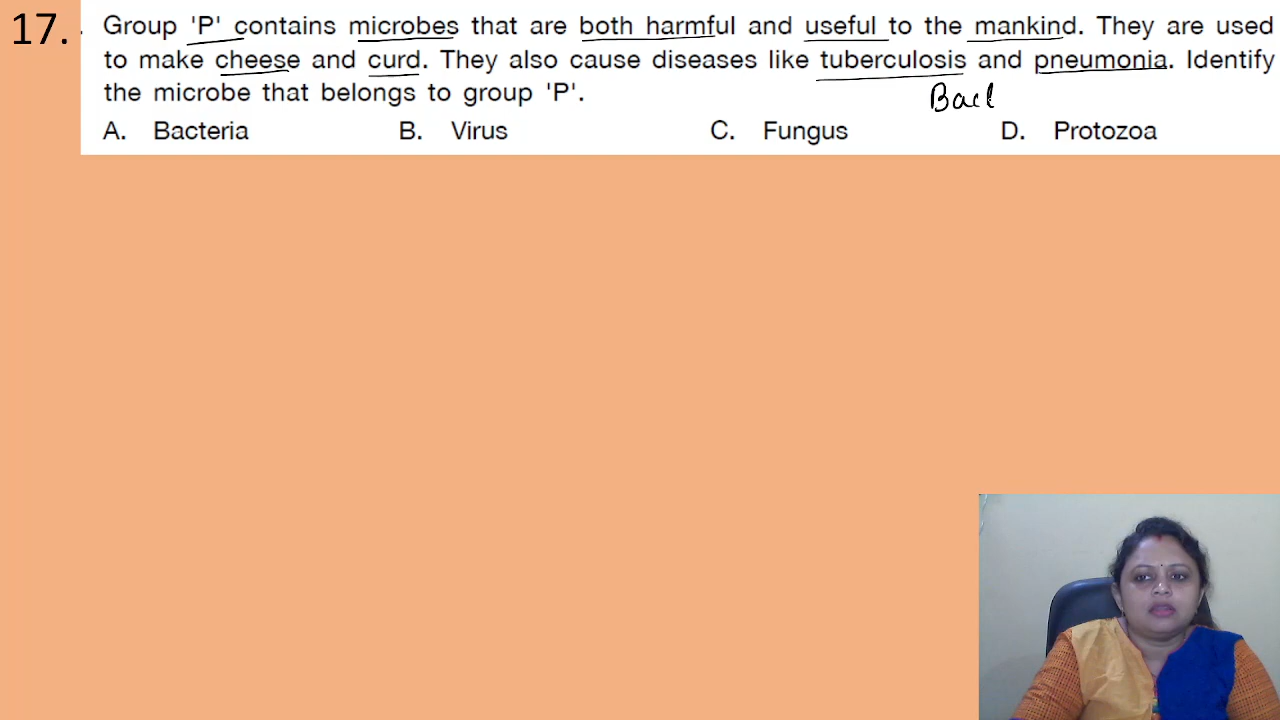 17. Group 'P' contains microbes that are both harmful and useful to the mankind. They are used
to make cheese and curd. They also cause diseases like tuberculosis and pneumonia. Identify
the microbe that belongs to group 'P'.
Bact
A. Bacteria B. Virus C. Fungus D. Protozoa